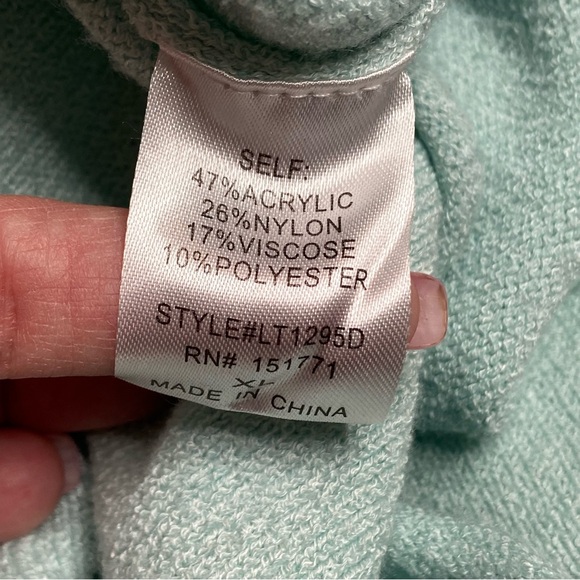 SELF:
47%ACRYLIC
26%NYLON
17%VISCOSE
10%POLYESTER
STYLE#LT1295D
RN# 151771
XL
MADE IN CHINA